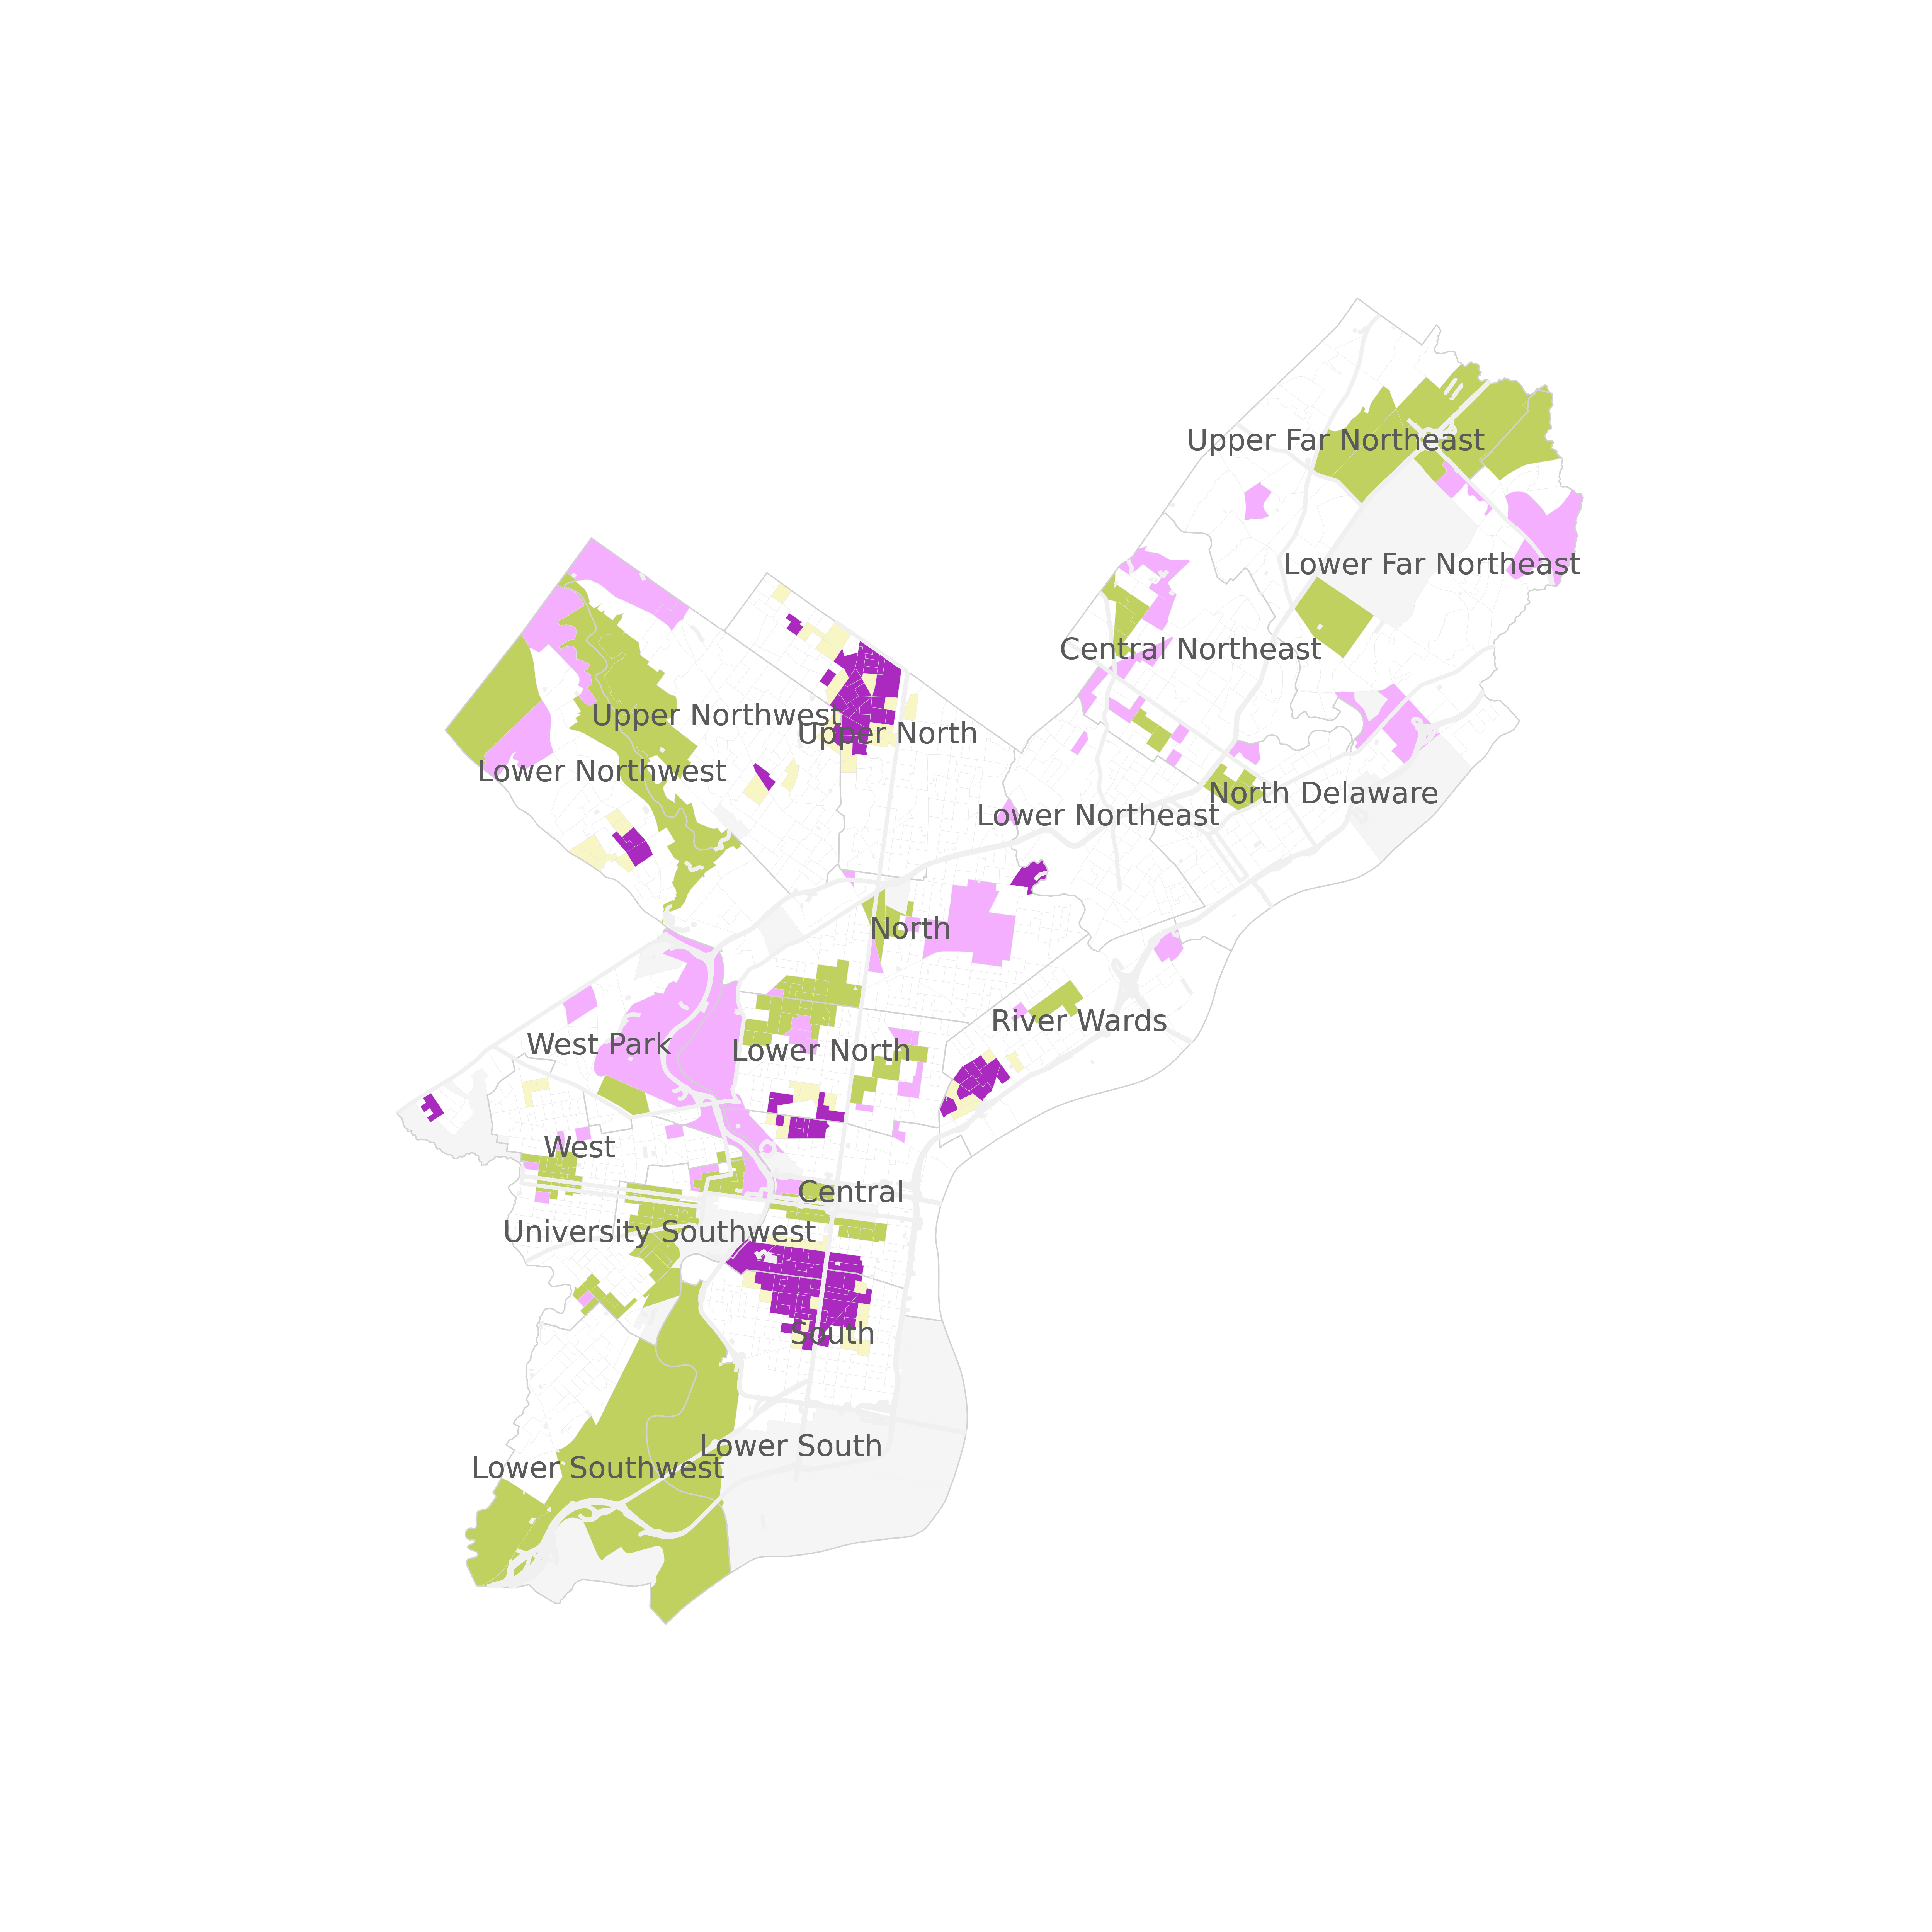 Upper Far Northeast
Lower Far Northeast
Central Northeast
Upper Northwest
Upper North
Lower Northwest
North Delaware
Lower Northeast
North
River Wards
West Park
Lower North
West
Central
University Southwest
South
Lower South
Lower Southwest